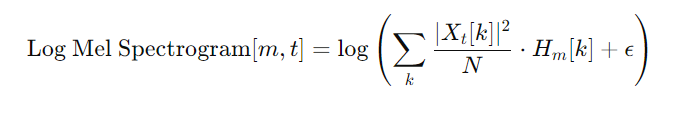 Log Mel Spectrogram[m, t] = log ( ∑_k |X_t[k]|^2 / N · H_m[k] + ϵ )